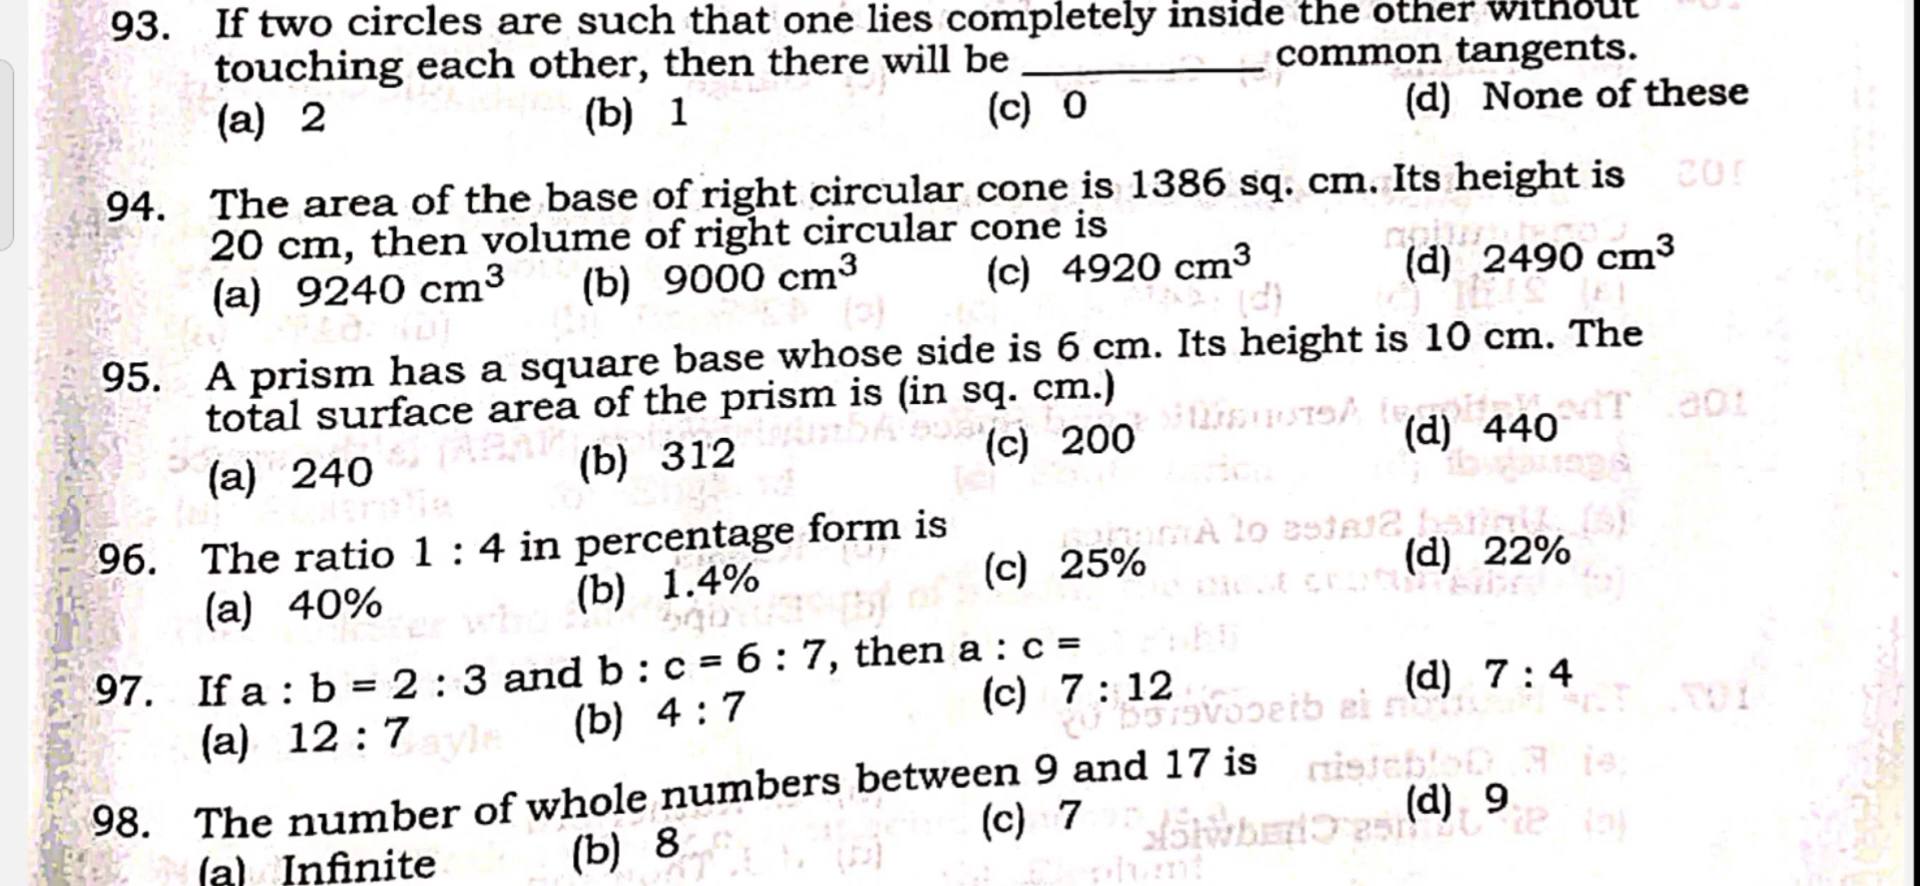 93. If two circles are such that one lies completely inside the other without
touching each other, then there will be __________ common tangents.
(a) 2 (b) 1 (c) 0 (d) None of these
94. The area of the base of right circular cone is 1386 sq. cm. Its height is
20 cm, then volume of right circular cone is
(a) 9240 cm³ (b) 9000 cm³ (c) 4920 cm³ (d) 2490 cm³
95. A prism has a square base whose side is 6 cm. Its height is 10 cm. The
total surface area of the prism is (in sq. cm.)
(a) 240 (b) 312 (c) 200 (d) 440
96. The ratio 1 : 4 in percentage form is
(a) 40% (b) 1.4% (c) 25% (d) 22%
97. If a : b = 2 : 3 and b : c = 6 : 7, then a : c =
(a) 12 : 7 (b) 4 : 7 (c) 7 : 12 (d) 7 : 4
98. The number of whole numbers between 9 and 17 is
(a) Infinite (b) 8 (c) 7 (d) 9